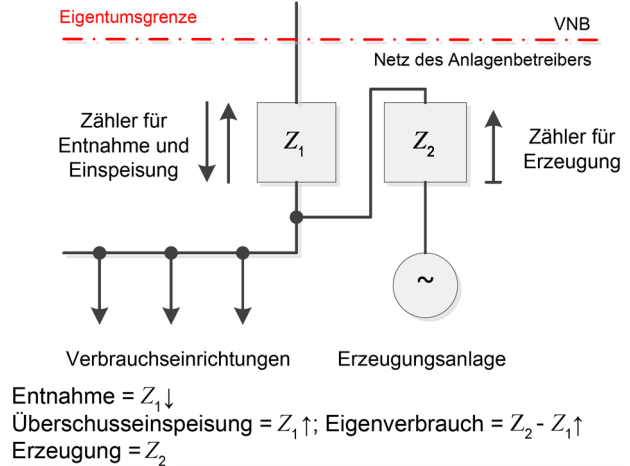 Eigentumsgrenze
VNB
Netz des Anlagenbetreibers
Zähler für
Entnahme und
Einspeisung
Z₁
Z₂
Zähler für
Erzeugung
~
Verbrauchseinrichtungen
Erzeugungsanlage
Entnahme = Z₁↓
Überschusseinspeisung = Z₁↑; Eigenverbrauch = Z₂ - Z₁↑
Erzeugung = Z₂